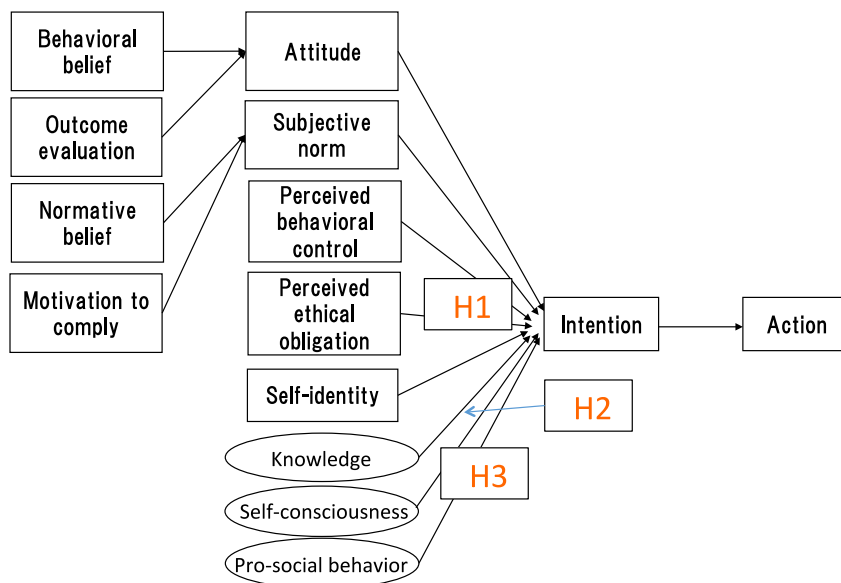 Behavioral
belief
Attitude
Outcome
evaluation
Subjective
norm
Normative
belief
Perceived
behavioral
control
Motivation to
comply
Perceived
ethical
obligation
H1
Intention
Action
Self-identity
H2
Knowledge
H3
Self-consciousness
Pro-social behavior